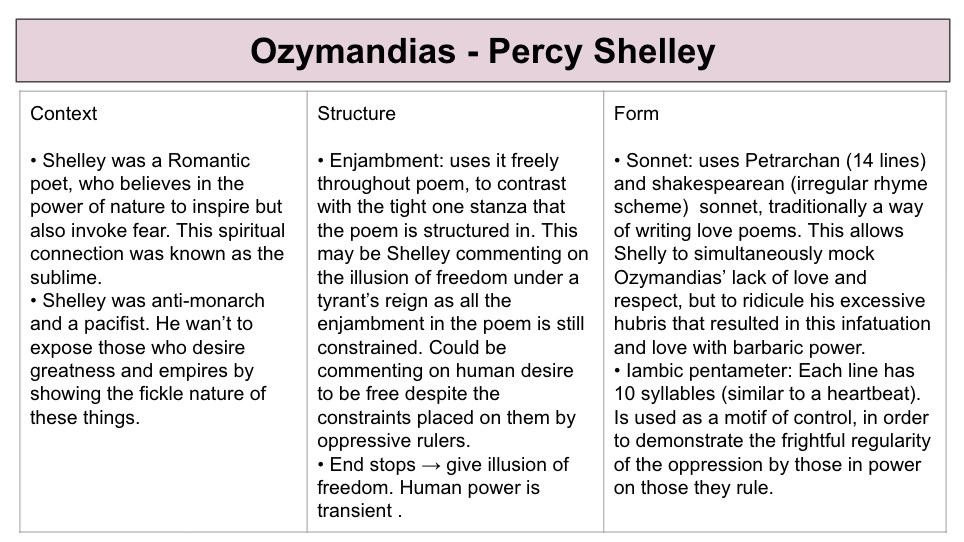 Ozymandias - Percy Shelley
Context
• Shelley was a Romantic
poet, who believes in the
power of nature to inspire but
also invoke fear. This spiritual
connection was known as the
sublime.
• Shelley was anti-monarch
and a pacifist. He wan’t to
expose those who desire
greatness and empires by
showing the fickle nature of
these things.
Structure
• Enjambment: uses it freely
throughout poem, to contrast
with the tight one stanza that
the poem is structured in. This
may be Shelley commenting on
the illusion of freedom under a
tyrant’s reign as all the
enjambment in the poem is still
constrained. Could be
commenting on human desire
to be free despite the
constraints placed on them by
oppressive rulers.
• End stops → give illusion of
freedom. Human power is
transient .
Form
• Sonnet: uses Petrarchan (14 lines)
and shakespearean (irregular rhyme
scheme)  sonnet, traditionally a way
of writing love poems. This allows
Shelly to simultaneously mock
Ozymandias’ lack of love and
respect, but to ridicule his excessive
hubris that resulted in this infatuation
and love with barbaric power.
• Iambic pentameter: Each line has
10 syllables (similar to a heartbeat).
Is used as a motif of control, in order
to demonstrate the frightful regularity
of the oppression by those in power
on those they rule.